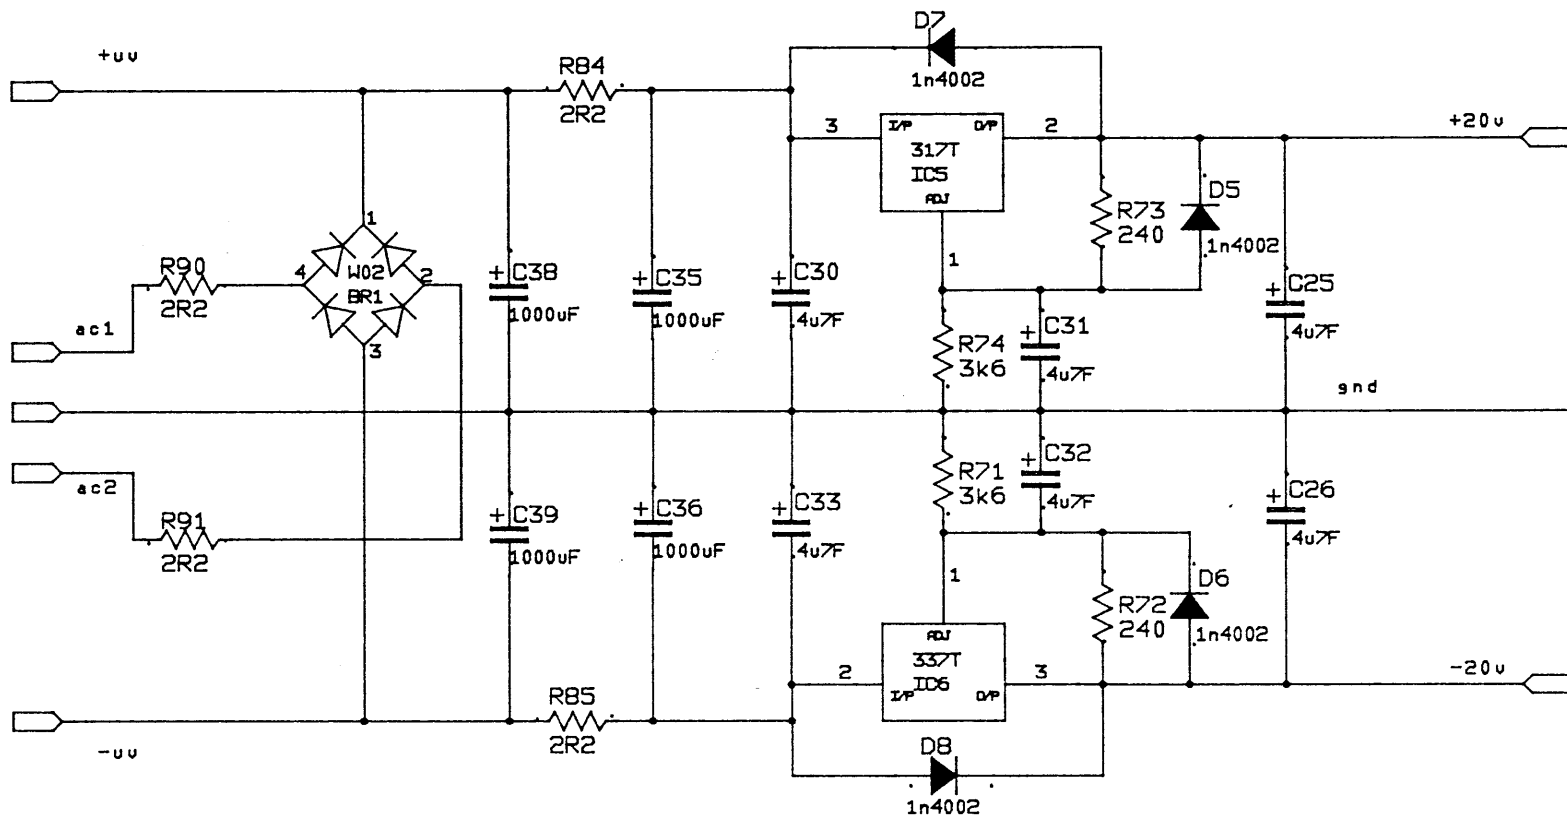 D7
+uv
R84
1n4002
2R2
3
I/P
O/P
2
+20v
317T
IC5
ADJ
D5
R73
240
1n4002
1
1
R90
4
W02
2
+
C38
+
C35
+
C30
+
C25
BR1
2R2
1000uF
1000uF
4u7F
4u7F
ac1
3
R74
3k6
+
C31
4u7F
gnd
ac2
R71
3k6
+
C32
4u7F
R91
2R2
+
C39
1000uF
+
C36
1000uF
+
C33
4u7F
+
C26
4u7F
1
D6
R72
240
1n4002
ADJ
337T
IC6
2
3
I/P
O/P
-20v
R85
2R2
-uv
D8
1n4002